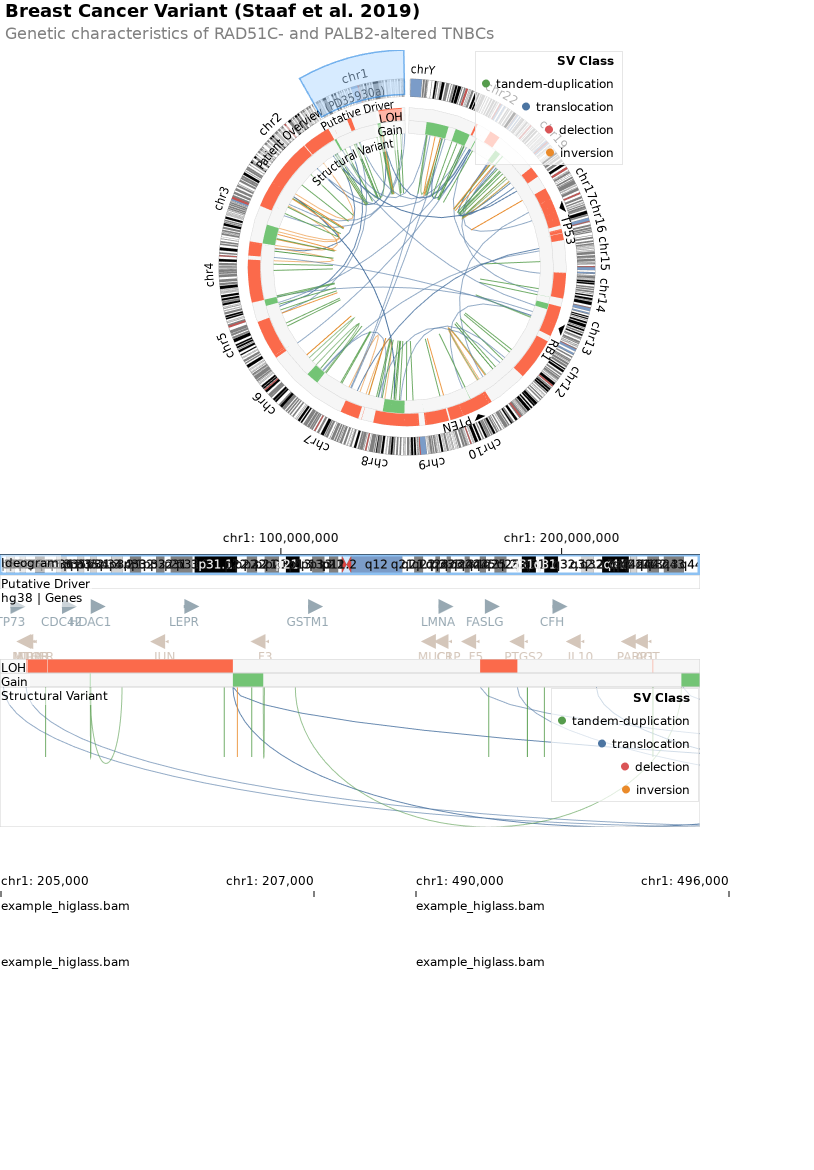 Breast Cancer Variant (Staaf et al. 2019)
Genetic characteristics of RAD51C- and PALB2-altered TNBCs
SV Class
tandem-duplication
translocation
delection
inversion
chr1
chrY
chr22
chr17
chr16
chr15
chr14
chr13
chr12
chr10
chr9
chr8
chr7
chr6
chr5
chr4
chr3
chr2
Patient Overview (PD35930a)
Putative Driver
LOH
Gain
Structural Variant
TP53
RB1
PTEN
chr1: 100,000,000
chr1: 200,000,000
Ideogram
p31.1
q12
Putative Driver
hg38 | Genes
TP73
HDAC1
LEPR
GSTM1
LMNA
FASLG
CFH
JUN
F3
F5
PTGS2
IL10
LOH
Gain
Structural Variant
SV Class
tandem-duplication
translocation
delection
inversion
chr1: 205,000
chr1: 207,000
chr1: 490,000
chr1: 496,000
example_higlass.bam
example_higlass.bam
example_higlass.bam
example_higlass.bam